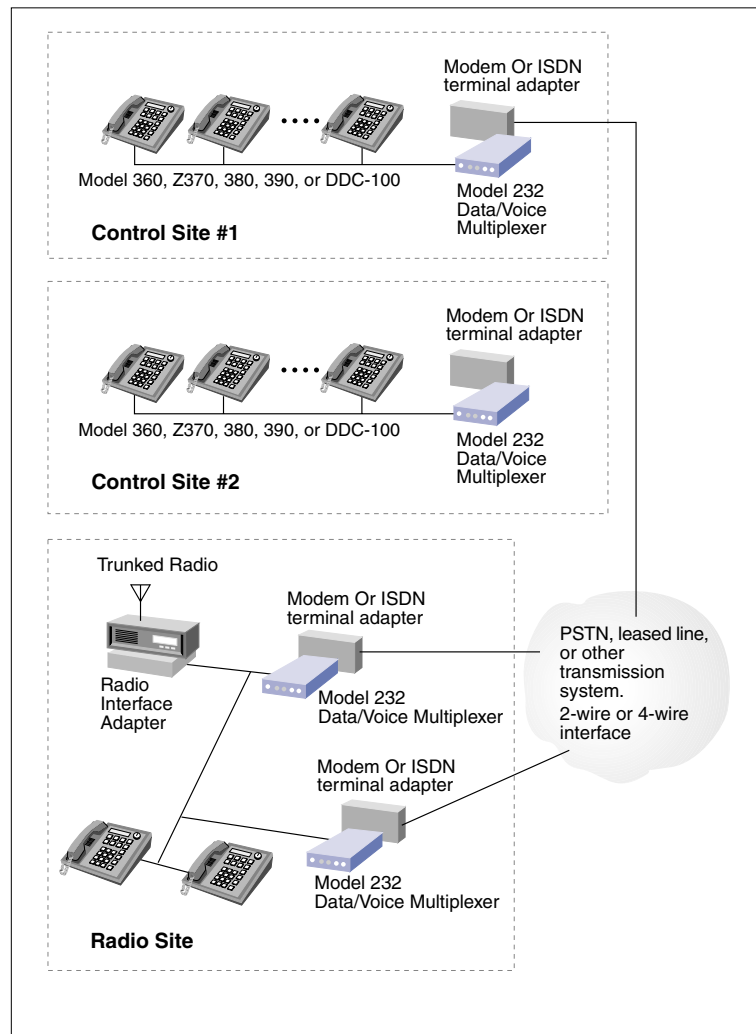 Modem Or ISDN
terminal adapter
Model 360, Z370, 380, 390, or DDC-100
Model 232
Data/Voice
Multiplexer
Control Site #1
Modem Or ISDN
terminal adapter
Model 360, Z370, 380, 390, or DDC-100
Model 232
Data/Voice
Multiplexer
Control Site #2
Trunked Radio
Modem Or ISDN
terminal adapter
Radio
Interface
Adapter
Model 232
Data/Voice Multiplexer
PSTN, leased line,
or other
transmission
system.
2-wire or 4-wire
interface
Modem Or ISDN
terminal adapter
Model 232
Data/Voice Multiplexer
Radio Site